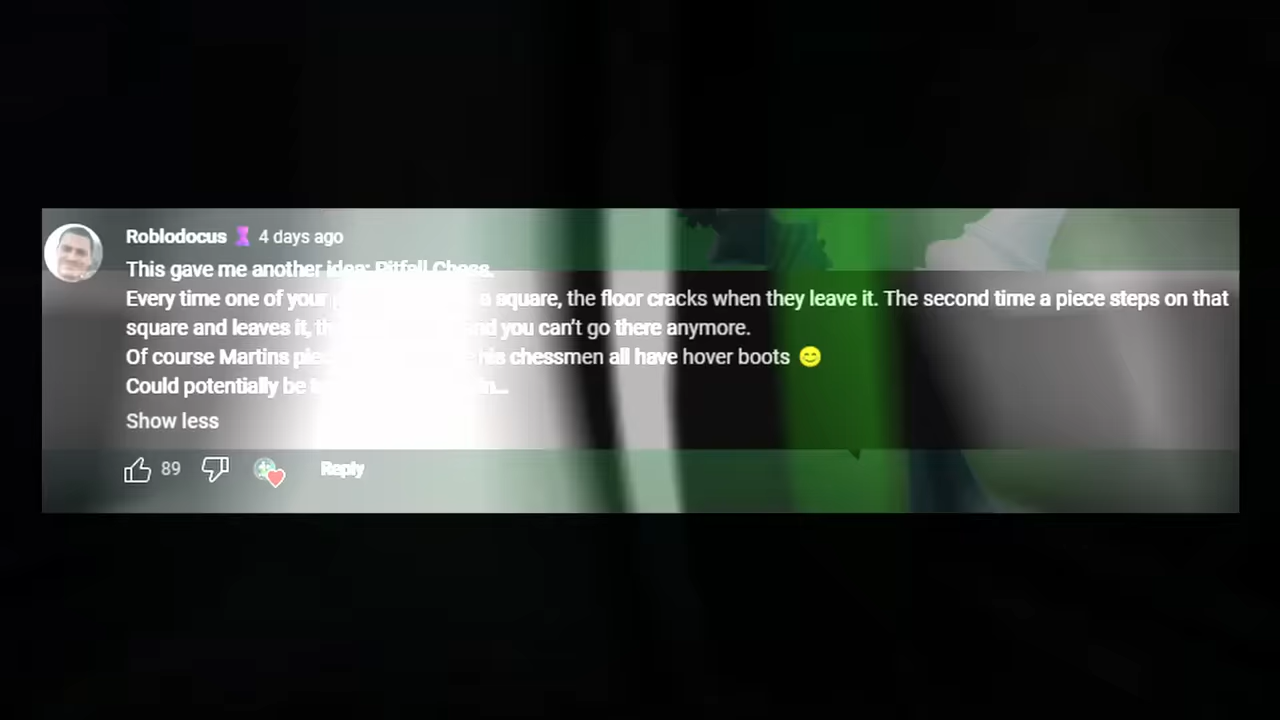 Roblodocus 4 days ago
This gave me another idea: Pitfall Chess.
Every time one of your a square, the floor cracks when they leave it. The second time a piece steps on that
square and leaves it, and you can't go there anymore.
Of course Martins his chessmen all have hover boots 😊
Could potentially be
Show less
89 Reply